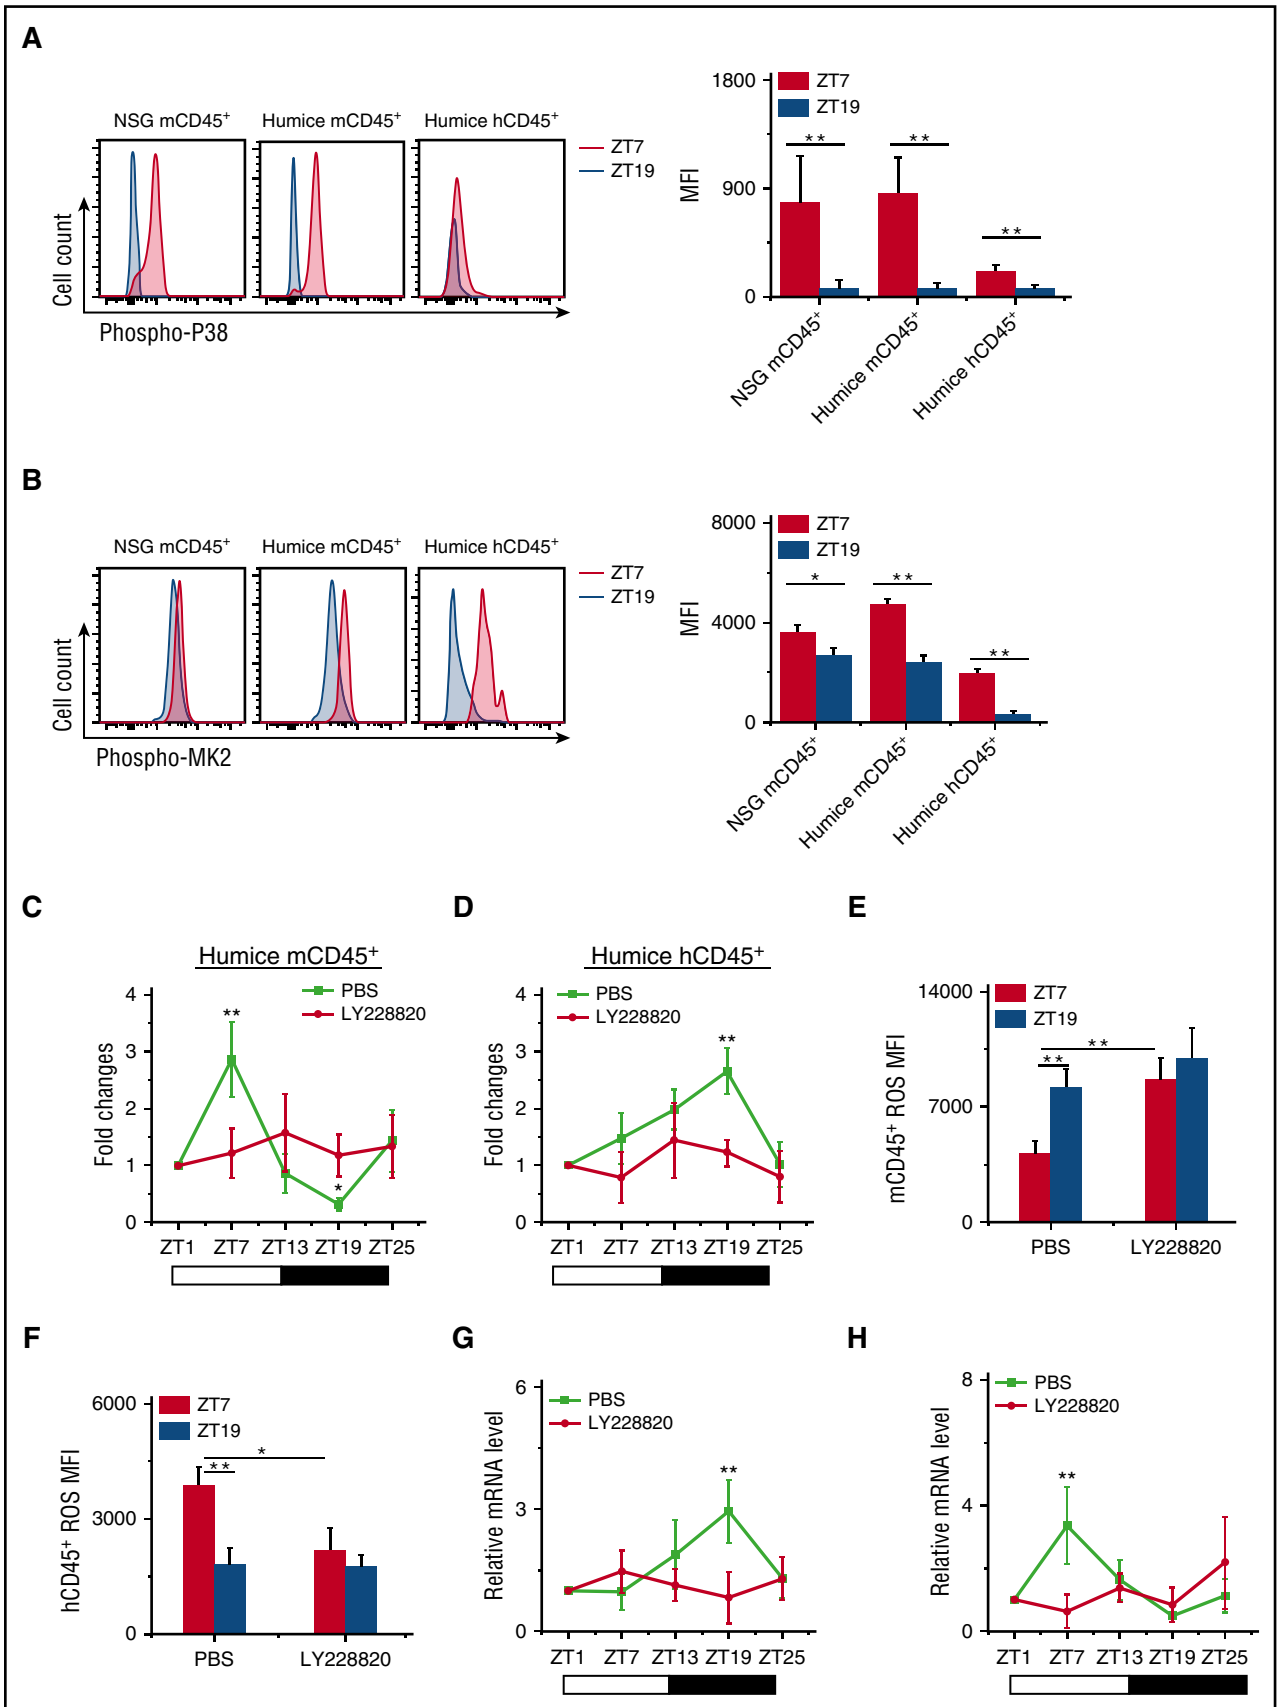 A
NSG mCD45+
Humice mCD45+
Humice hCD45+
ZT7
ZT19
Cell count
Phospho-P38
1800
900
0
MFI
ZT7
ZT19
**
**
**
NSG mCD45+
Humice mCD45+
Humice hCD45+
B
NSG mCD45+
Humice mCD45+
Humice hCD45+
ZT7
ZT19
Cell count
Phospho-MK2
8000
4000
0
MFI
ZT7
ZT19
*
**
**
NSG mCD45+
Humice mCD45+
Humice hCD45+
C
Humice mCD45+
PBS
LY228820
Fold changes
4
3
2
1
0
**
*
ZT1 ZT7 ZT13 ZT19 ZT25
D
Humice hCD45+
PBS
LY228820
Fold changes
4
3
2
1
0
**
ZT1 ZT7 ZT13 ZT19 ZT25
E
ZT7
ZT19
mCD45+ ROS MFI
14000
7000
0
**
**
PBS LY228820
F
ZT7
ZT19
hCD45+ ROS MFI
6000
3000
0
*
**
PBS LY228820
G
PBS
LY228820
Relative mRNA level
6
3
0
**
ZT1 ZT7 ZT13 ZT19 ZT25
H
PBS
LY228820
Relative mRNA level
8
4
0
**
ZT1 ZT7 ZT13 ZT19 ZT25